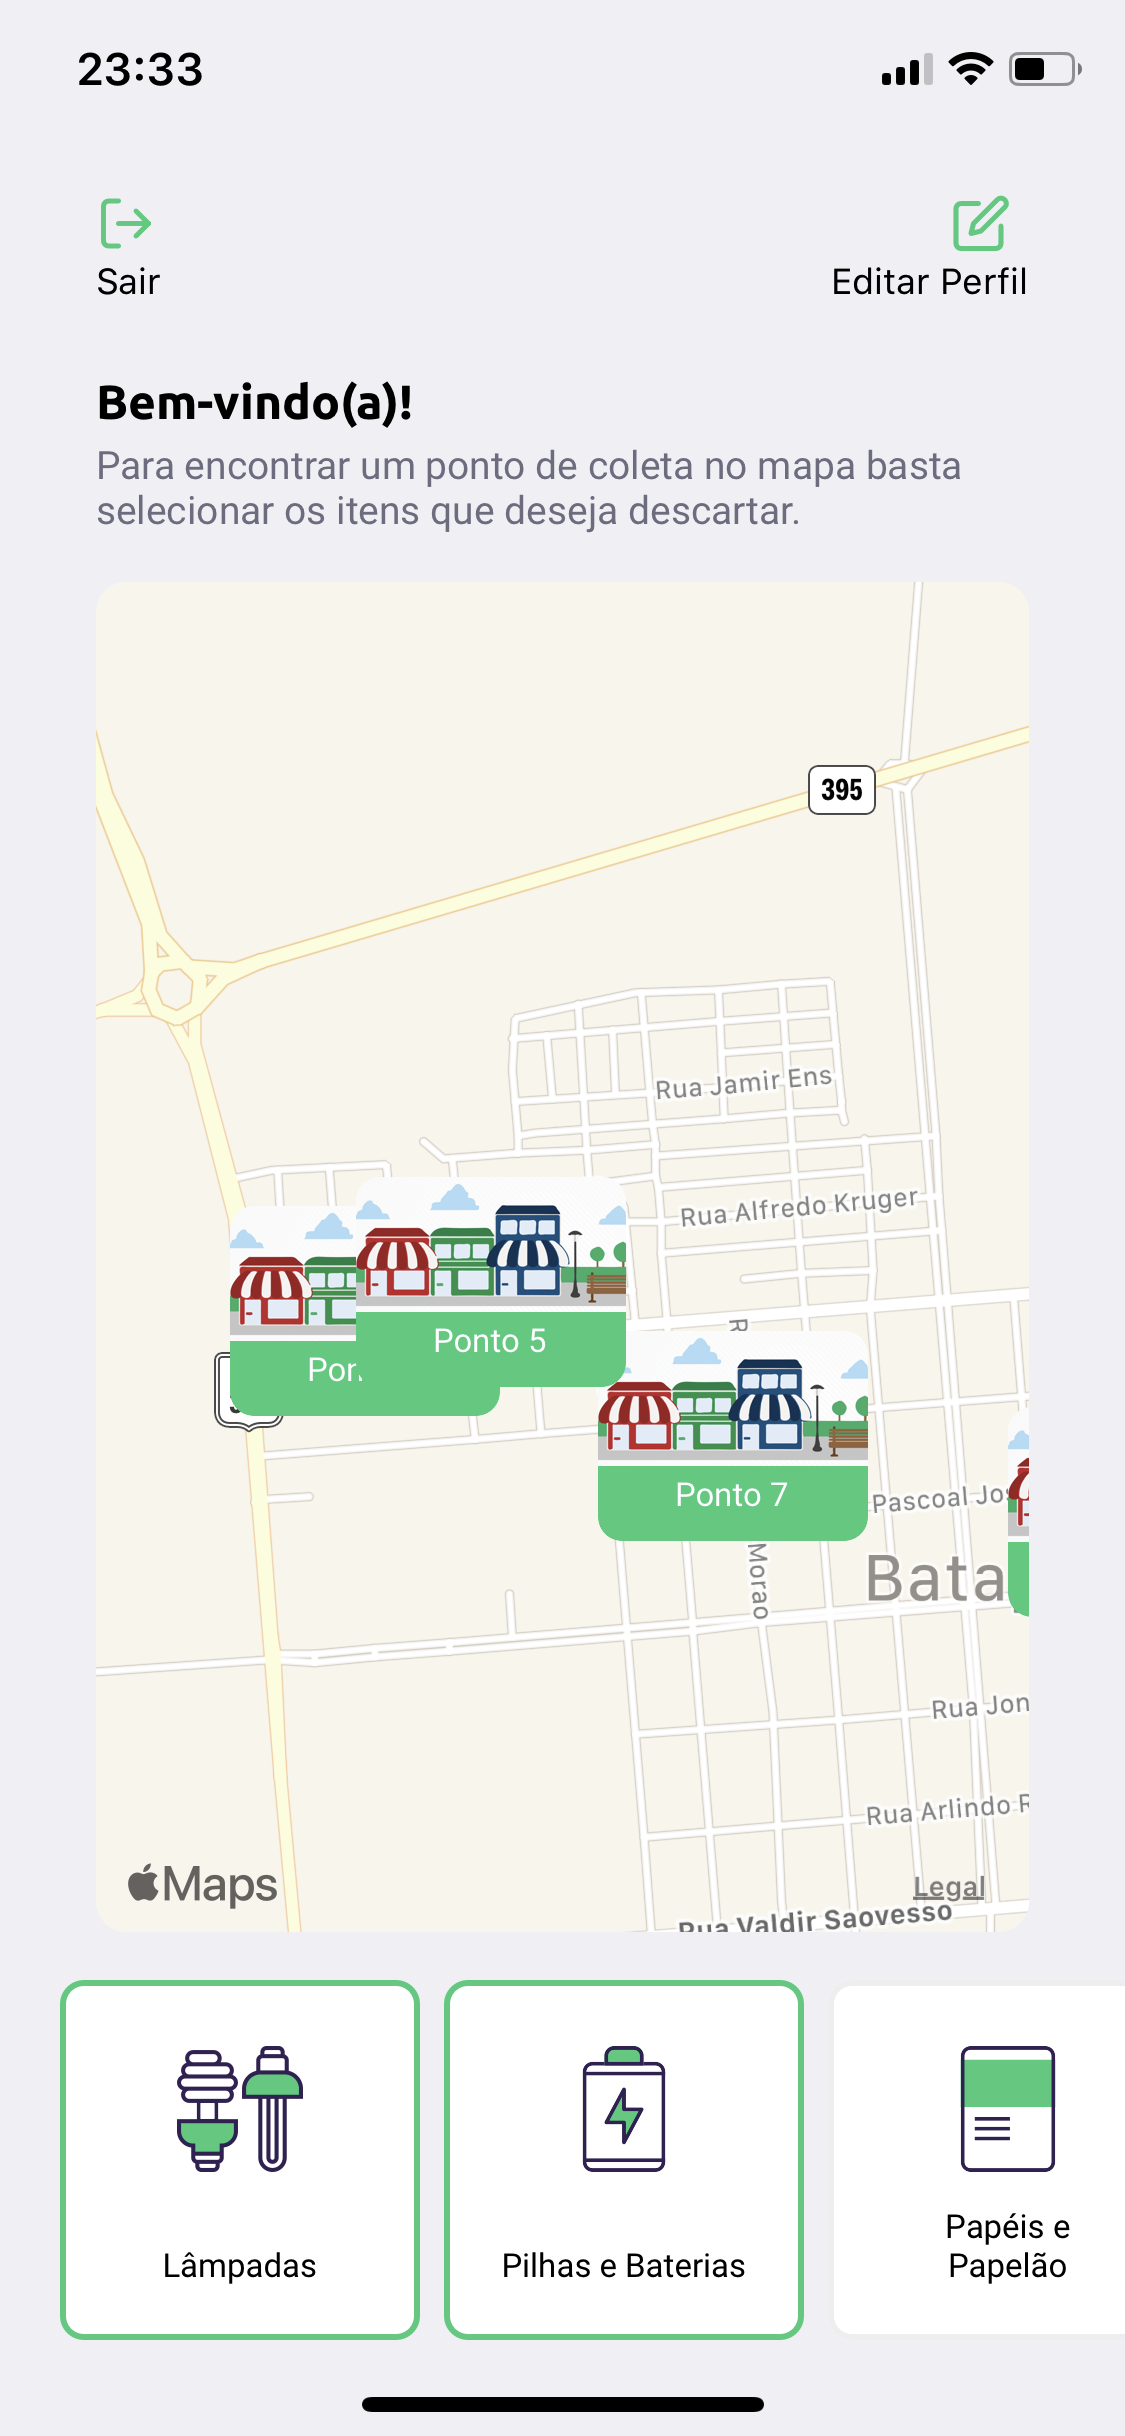 23:33
Sair
Editar Perfil
Bem-vindo(a)!
Para encontrar um ponto de coleta no mapa basta
selecionar os itens que deseja descartar.
395
Rua Jamir Ens
Rua Alfredo Kruger
Ponto 5
Ponto 7
Pascoal
Morao
Rua
Rua Arlindo
Maps
Legal
Rua Valdir Saovesso
Lâmpadas
Pilhas e Baterias
Papéis e
Papelão